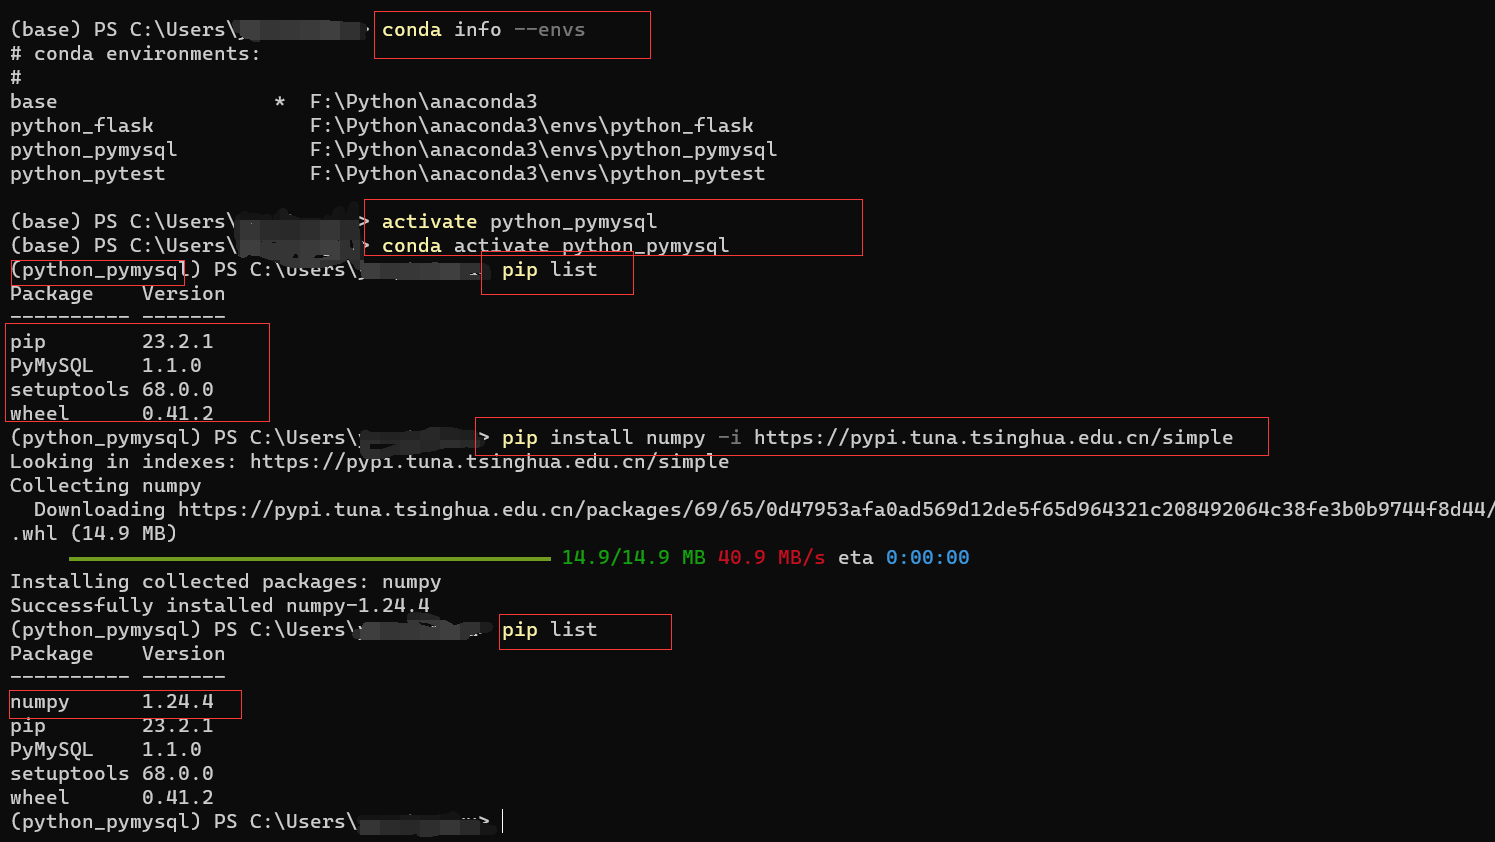 (base) PS C:\Users\ > conda info --envs
# conda environments:
#
base                  *  F:\Python\anaconda3
python_flask             F:\Python\anaconda3\envs\python_flask
python_pymysql           F:\Python\anaconda3\envs\python_pymysql
python_pytest            F:\Python\anaconda3\envs\python_pytest
(base) PS C:\Users\ > activate python_pymysql
(base) PS C:\Users\ > conda activate python_pymysql
(python_pymysql) PS C:\Users\ pip list
Package    Version
---------- -------
pip        23.2.1
PyMySQL    1.1.0
setuptools 68.0.0
wheel      0.41.2
(python_pymysql) PS C:\Users\ > pip install numpy -i https://pypi.tuna.tsinghua.edu.cn/simple
Looking in indexes: https://pypi.tuna.tsinghua.edu.cn/simple
Collecting numpy
  Downloading https://pypi.tuna.tsinghua.edu.cn/packages/69/65/0d47953afa0ad569d12de5f65d964321c208492064c38fe3b0b9744f8d44/
.whl (14.9 MB)
14.9/14.9 MB 40.9 MB/s eta 0:00:00
Installing collected packages: numpy
Successfully installed numpy-1.24.4
(python_pymysql) PS C:\Users\ pip list
Package    Version
---------- -------
numpy      1.24.4
pip        23.2.1
PyMySQL    1.1.0
setuptools 68.0.0
wheel      0.41.2
(python_pymysql) PS C:\Users\ >